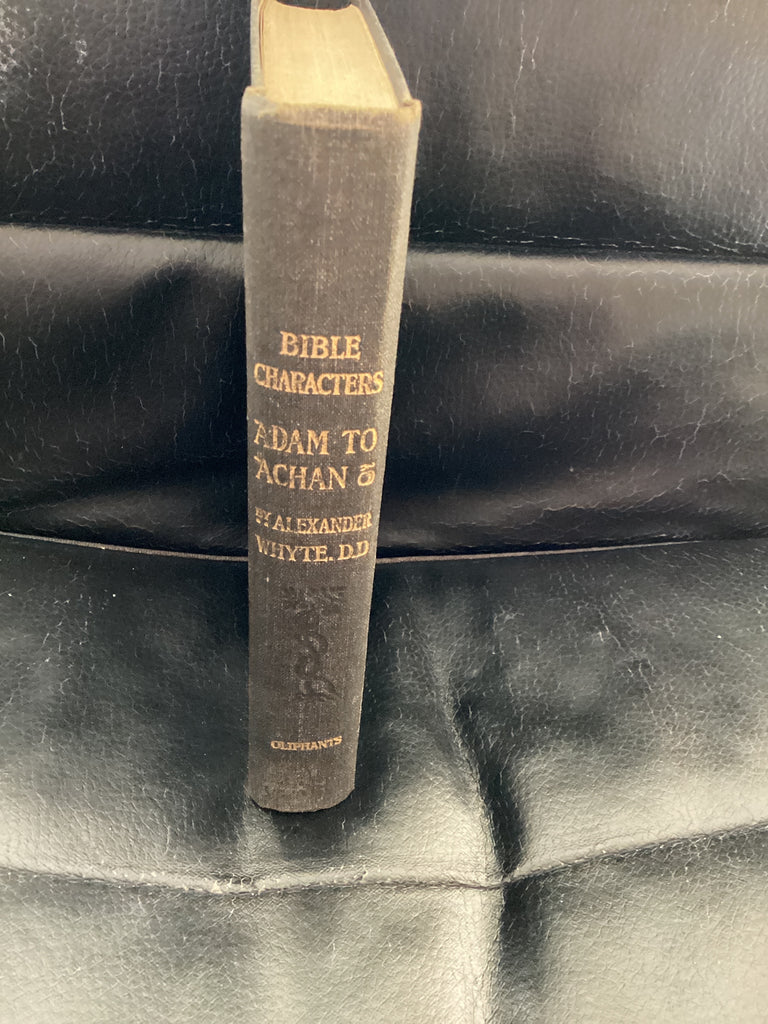 BIBLE
CHARACTERS
ADAM TO
ACHAN
BY ALEXANDER
WHYTE. D.D
OLIPHANTS